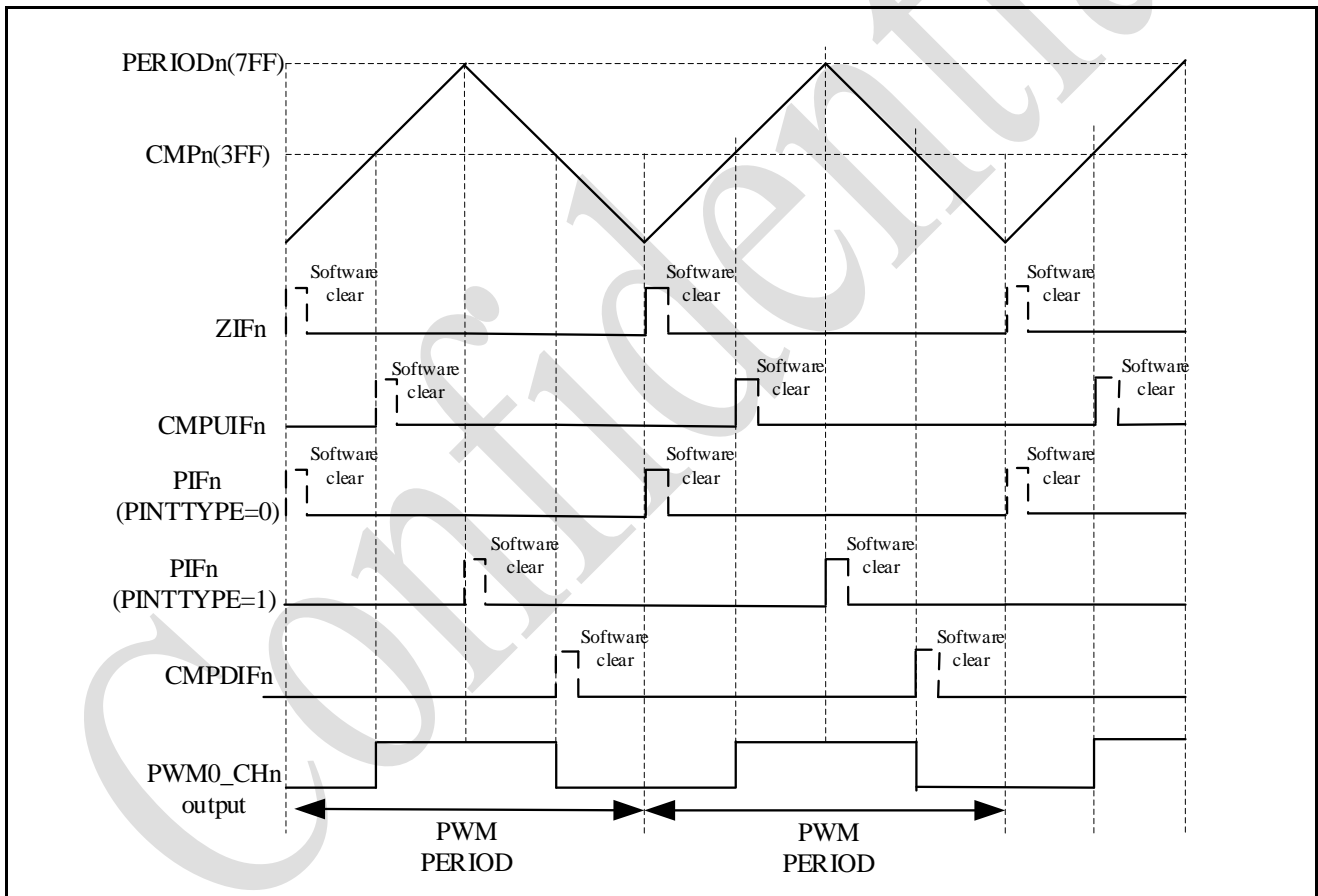 PERIODn(7FF)
CMPn(3FF)
Software
clear
Software
clear
Software
clear
ZIFn
Software
clear
Software
clear
Software
clear
CMPUIFn
Software
clear
Software
clear
Software
clear
PIFn
(PINTTYPE=0)
Software
clear
Software
clear
PIFn
(PINTTYPE=1)
Software
clear
Software
clear
CMPDIFn
PWM0_CHn
output
PWM
PERIOD
PWM
PERIOD
Confidenti